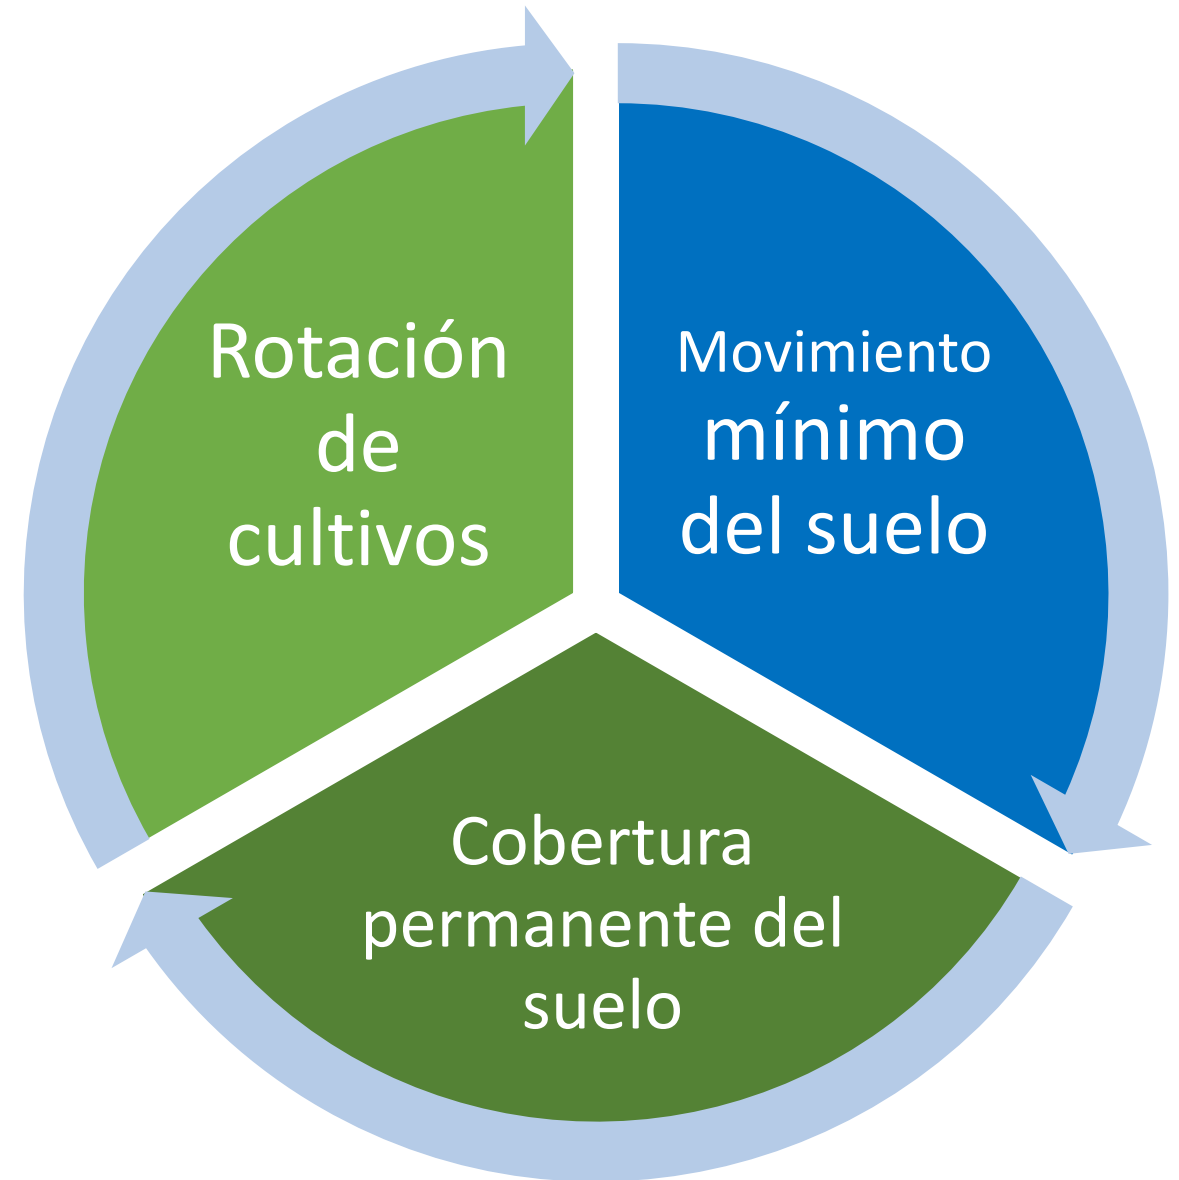 Rotación
de
cultivos
Movimiento
mínimo
del suelo
Cobertura
permanente del
suelo